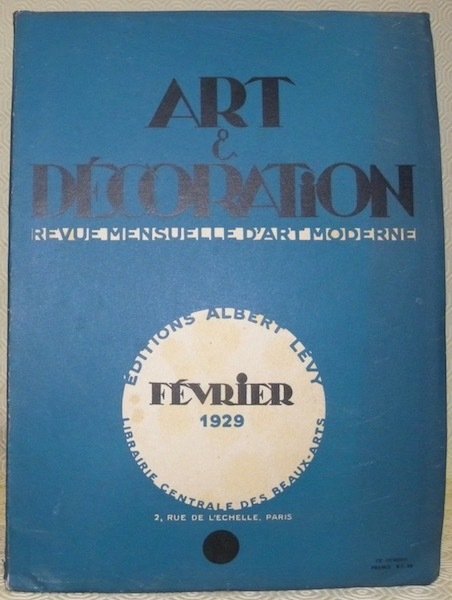 ART
&
DÉCORATiON
REVUE MENSUELLE D'ART MODERNE
ÉDITIONS ALBERT LÉVY
FÉVRIER
1929
LIBRAIRIE CENTRALE DES BEAUX-ARTS
2, RUE DE L'ECHELLE, PARIS